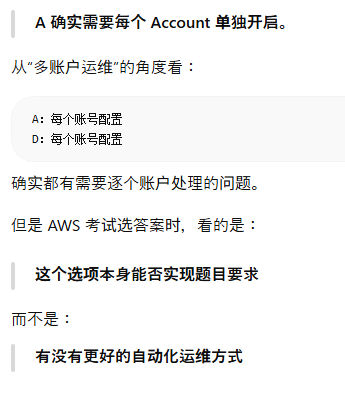 A 确实需要每个 Account 单独开启。
从“多账户运维”的角度看：
A: 每个账号配置
D: 每个账号配置
确实都有需要逐个账户处理的问题。
但是 AWS 考试选答案时，看的是：
这个选项本身能否实现题目要求
而不是：
有没有更好的自动化运维方式